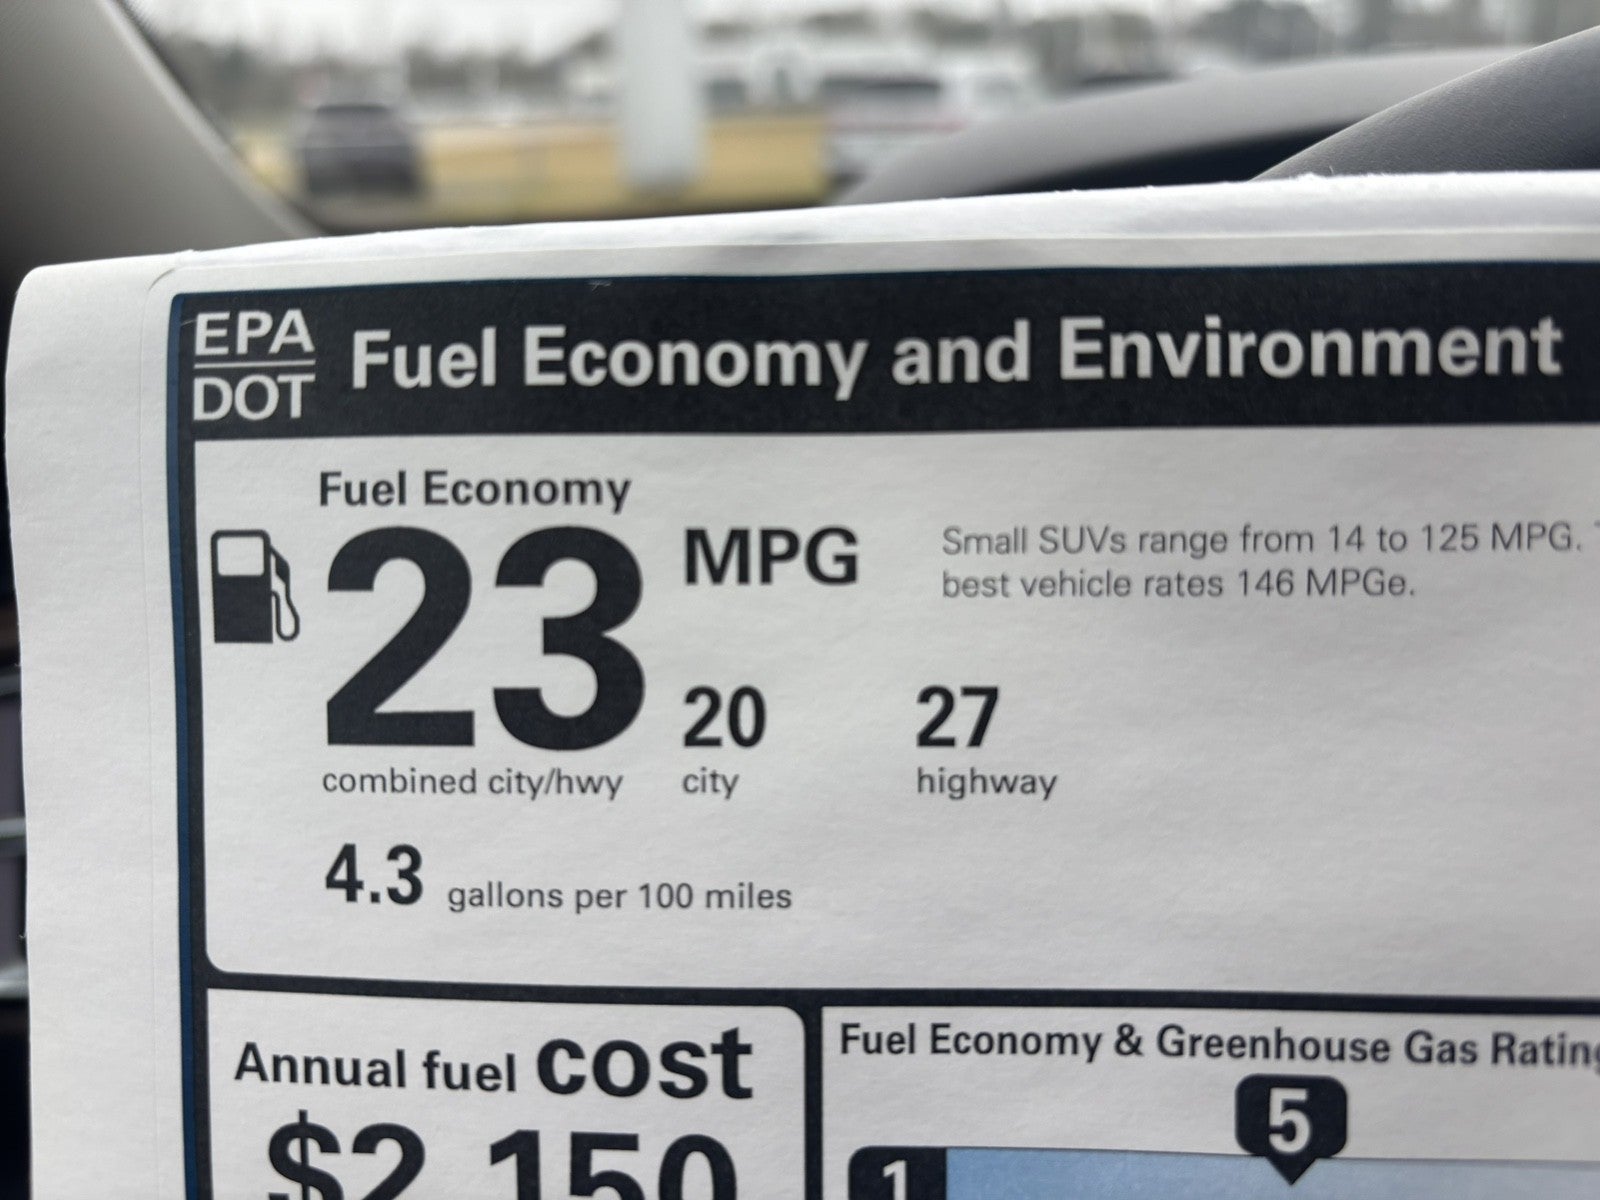 EPA
DOT
Fuel Economy and Environment
Fuel Economy
23 MPG
Small SUVs range from 14 to 125 MPG.
best vehicle rates 146 MPGe.
20
27
combined city/hwy
city
highway
4.3 gallons per 100 miles
Annual fuel cost
$2,150
Fuel Economy & Greenhouse Gas Rating
5
1